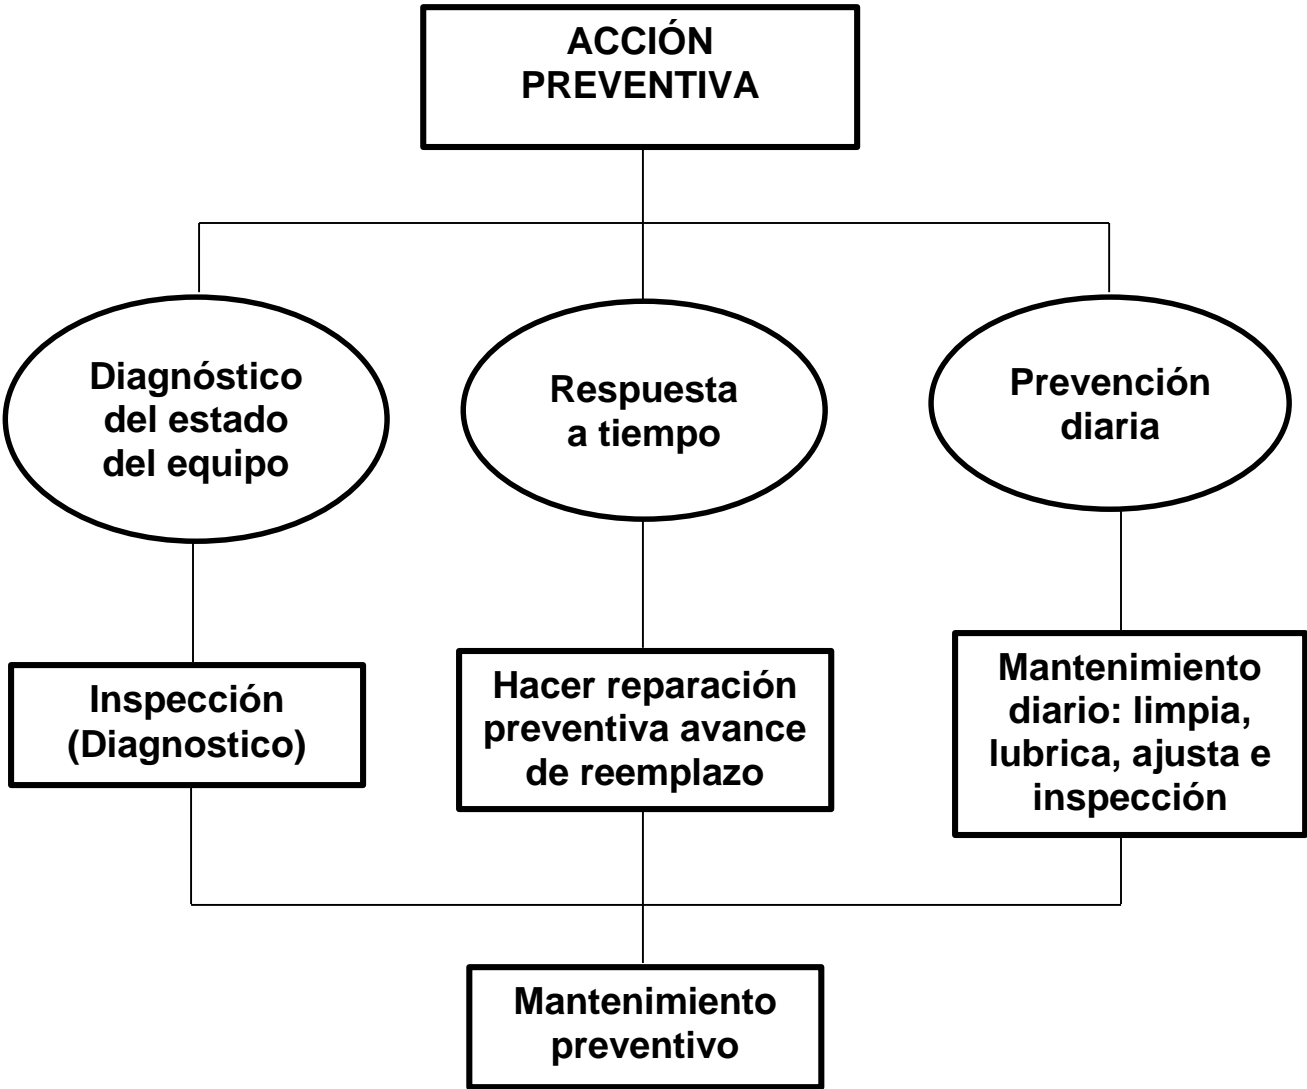 ACCIÓN
PREVENTIVA
Diagnóstico
del estado
del equipo
Respuesta
a tiempo
Prevención
diaria
Inspección
(Diagnostico)
Hacer reparación
preventiva avance
de reemplazo
Mantenimiento
diario: limpia,
lubrica, ajusta e
inspección
Mantenimiento
preventivo